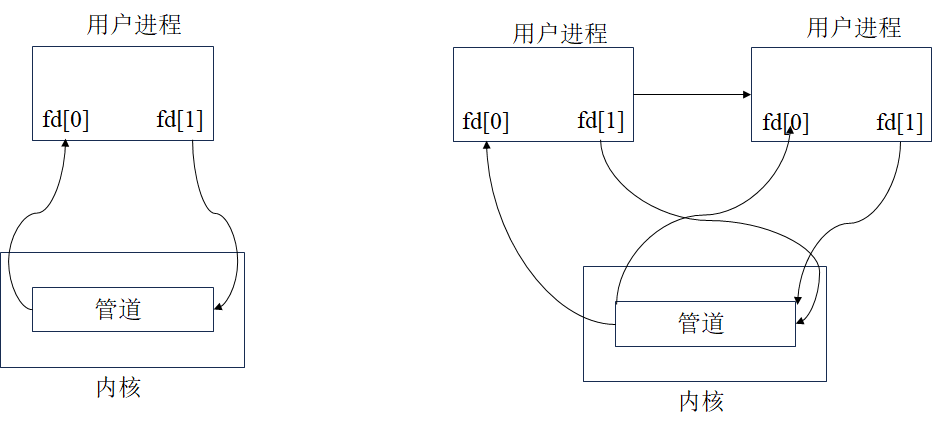 用户进程
fd[0]
fd[1]
管道
内核
用户进程
用户进程
fd[0]
fd[1]
fd[0]
fd[1]
管道
内核